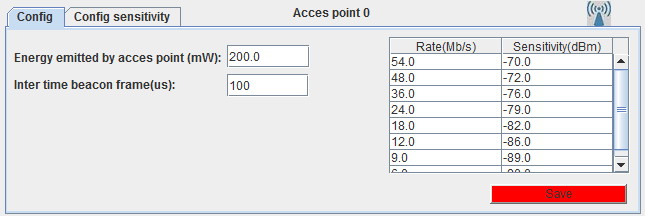 Config Config sensitivity Acces point 0
Energy emitted by acces point (mW): 200.0
Inter time beacon frame(us): 100
Rate(Mb/s) Sensitivity(dBm)
54.0 -70.0
48.0 -72.0
36.0 -76.0
24.0 -79.0
18.0 -82.0
12.0 -86.0
9.0 -89.0
Save